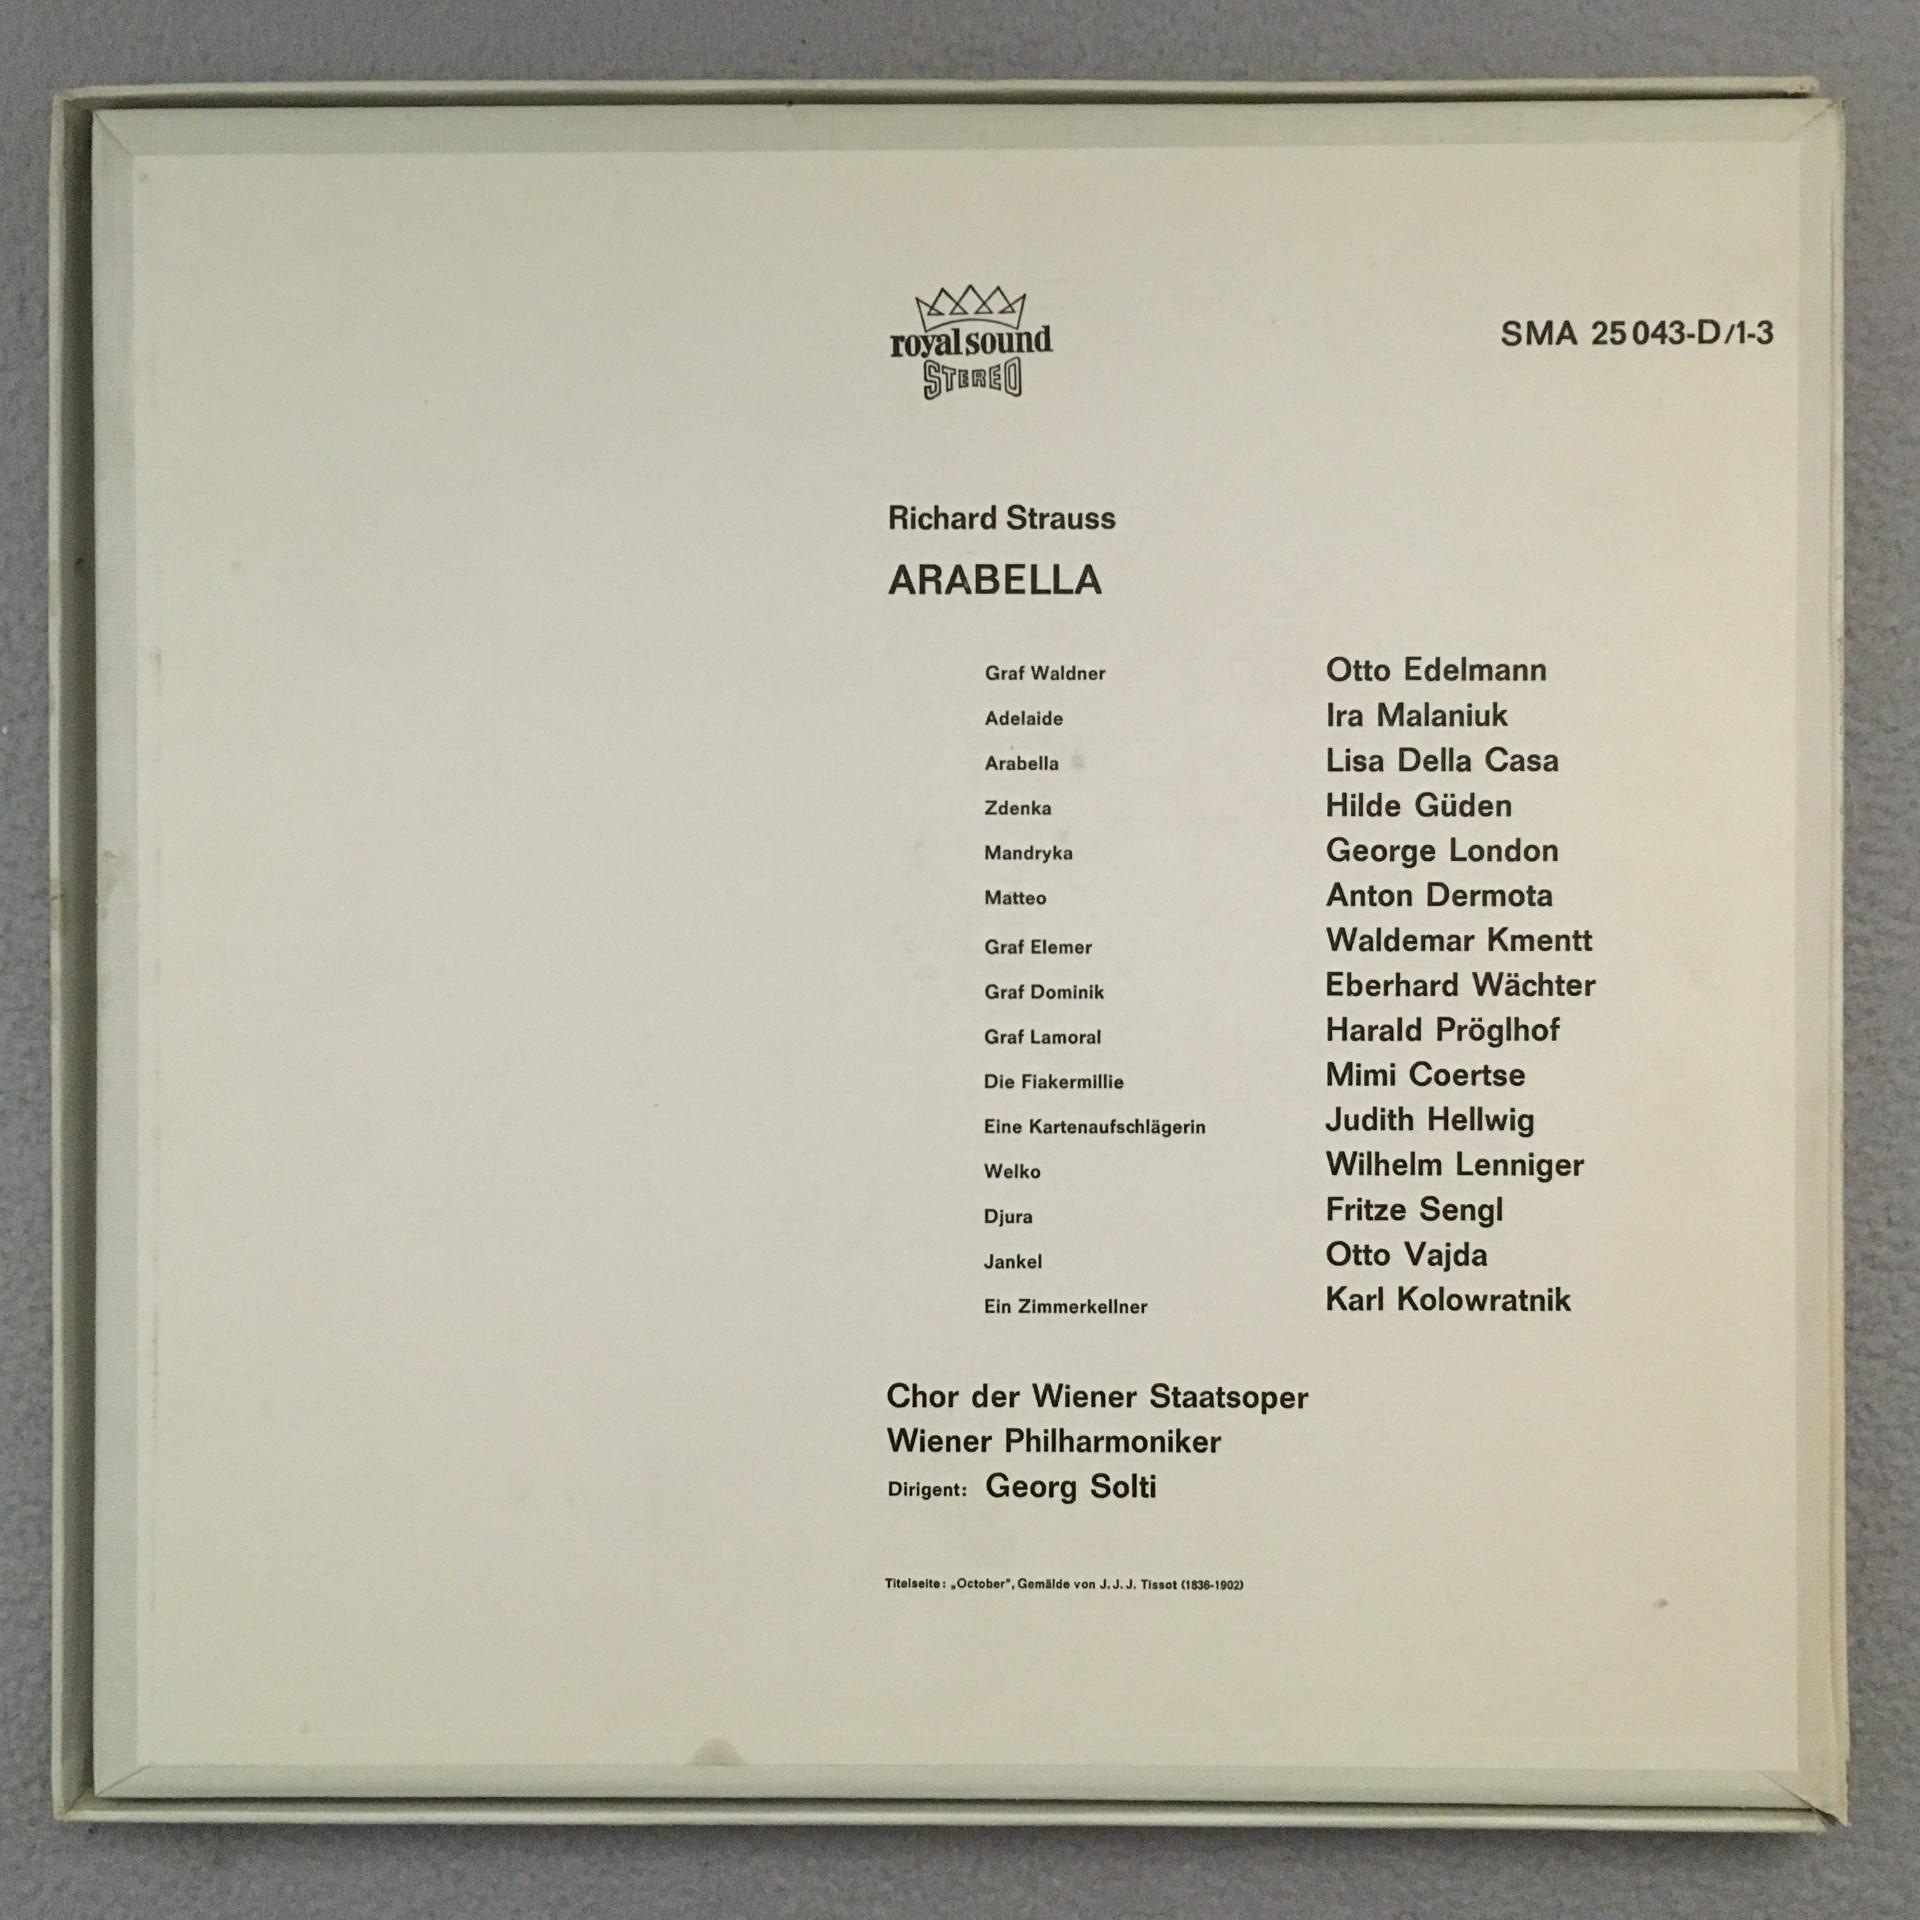 royal sound
STEREO
SMA 25 043-D/1-3
Richard Strauss
ARABELLA
Graf Waldner Otto Edelmann
Adelaide Ira Malaniuk
Arabella Lisa Della Casa
Zdenka Hilde Güden
Mandryka George London
Matteo Anton Dermota
Graf Elemer Waldemar Kmentt
Graf Dominik Eberhard Wächter
Graf Lamoral Harald Pröglhof
Die Fiakermillie Mimi Coertse
Eine Kartenaufschlägerin Judith Hellwig
Welko Wilhelm Lenniger
Djura Fritze Sengl
Jankel Otto Vajda
Ein Zimmerkellner Karl Kolowratnik
Chor der Wiener Staatsoper
Wiener Philharmoniker
Dirigent: Georg Solti
Titelseite: „October", Gemälde von J. J. J. Tissot (1836-1902)